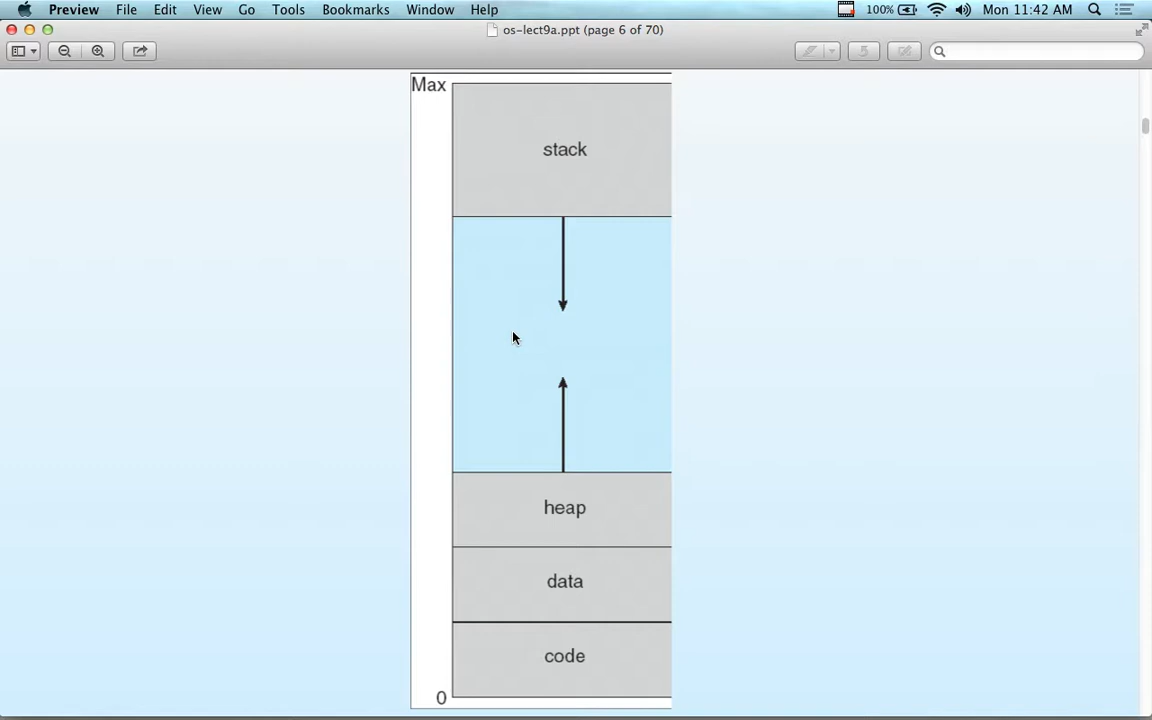 Preview File Edit View Go Tools Bookmarks Window Help 100% Mon 11:42 AM
os-lect9a.ppt (page 6 of 70)
Max
stack
heap
data
code
0